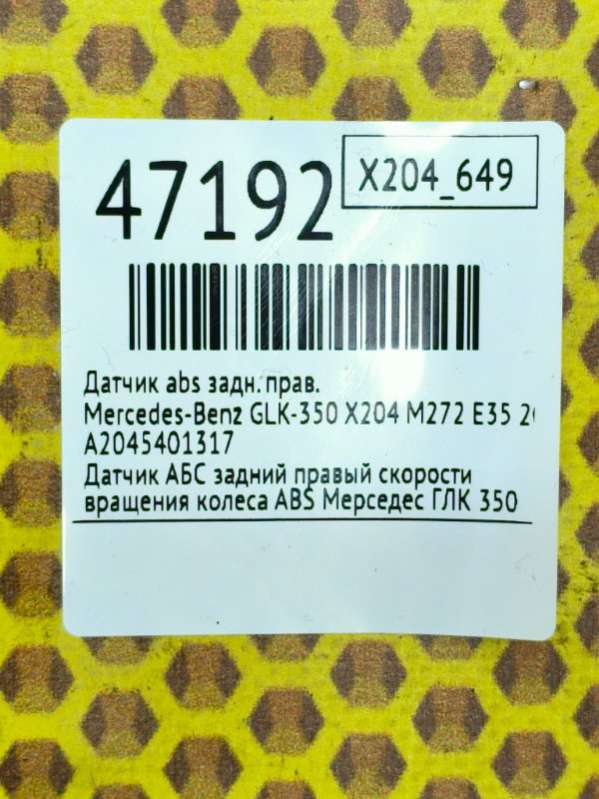 47192
X204_649
Датчик abs задн. прав.
Mercedes-Benz GLK-350 X204 M272 E35
A2045401317
Датчик АБС задний правый скорости
вращения колеса ABS Мерседес ГЛК 350